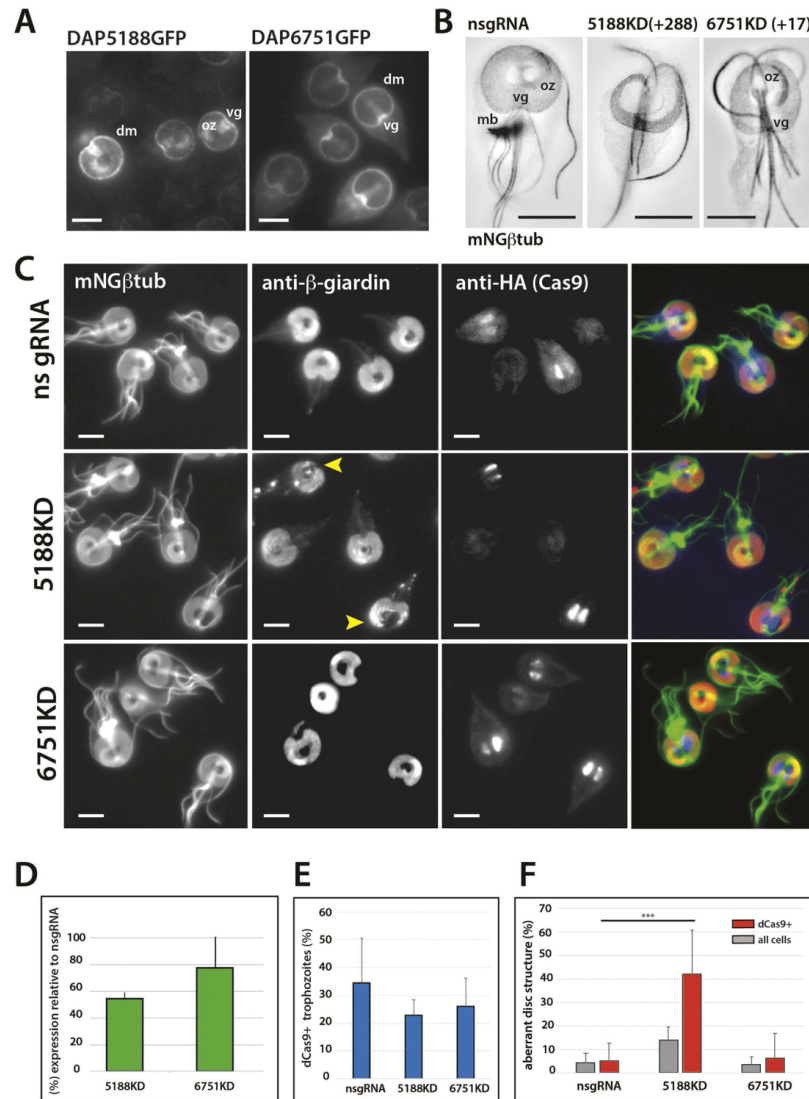 A
DAP5188GFP
DAP6751GFP
dm
oz
vg
dm
vg
B
nsgRNA
5188KD(+288)
6751KD (+17)
oz
vg
mb
oz
vg
mNGβtub
C
mNGβtub
anti-β-giardin
anti-HA (Cas9)
ns gRNA
5188KD
6751KD
D
(%) expression relative to nsgRNA
100
80
60
40
20
0
5188KD
6751KD
E
dCas9+ trophozoites (%)
60
50
40
30
20
10
0
nsgRNA
5188KD
6751KD
F
aberrant disc structure (%)
70
60
50
40
30
20
10
0
***
dCas9+
all cells
nsgRNA
5188KD
6751KD